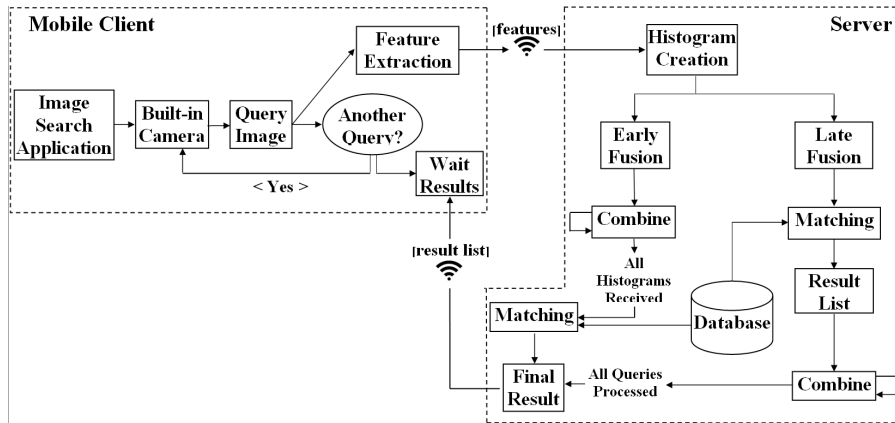 Mobile Client
Server
[features]
Feature
Extraction
Histogram
Creation
Image
Search
Application
Built-in
Camera
Query
Image
Another
Query?
Early
Fusion
Late
Fusion
Wait
Results
< Yes >
Combine
Matching
[result list]
All
Histograms
Received
Result
List
Matching
Database
Final
Result
All Queries
Processed
Combine